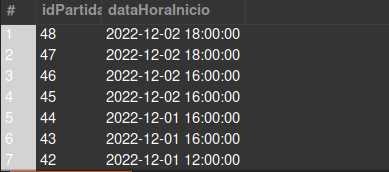 # idPartida dataHoraInicio
1 48 2022-12-02 18:00:00
2 47 2022-12-02 18:00:00
3 46 2022-12-02 16:00:00
4 45 2022-12-02 16:00:00
5 44 2022-12-01 16:00:00
6 43 2022-12-01 16:00:00
7 42 2022-12-01 12:00:00